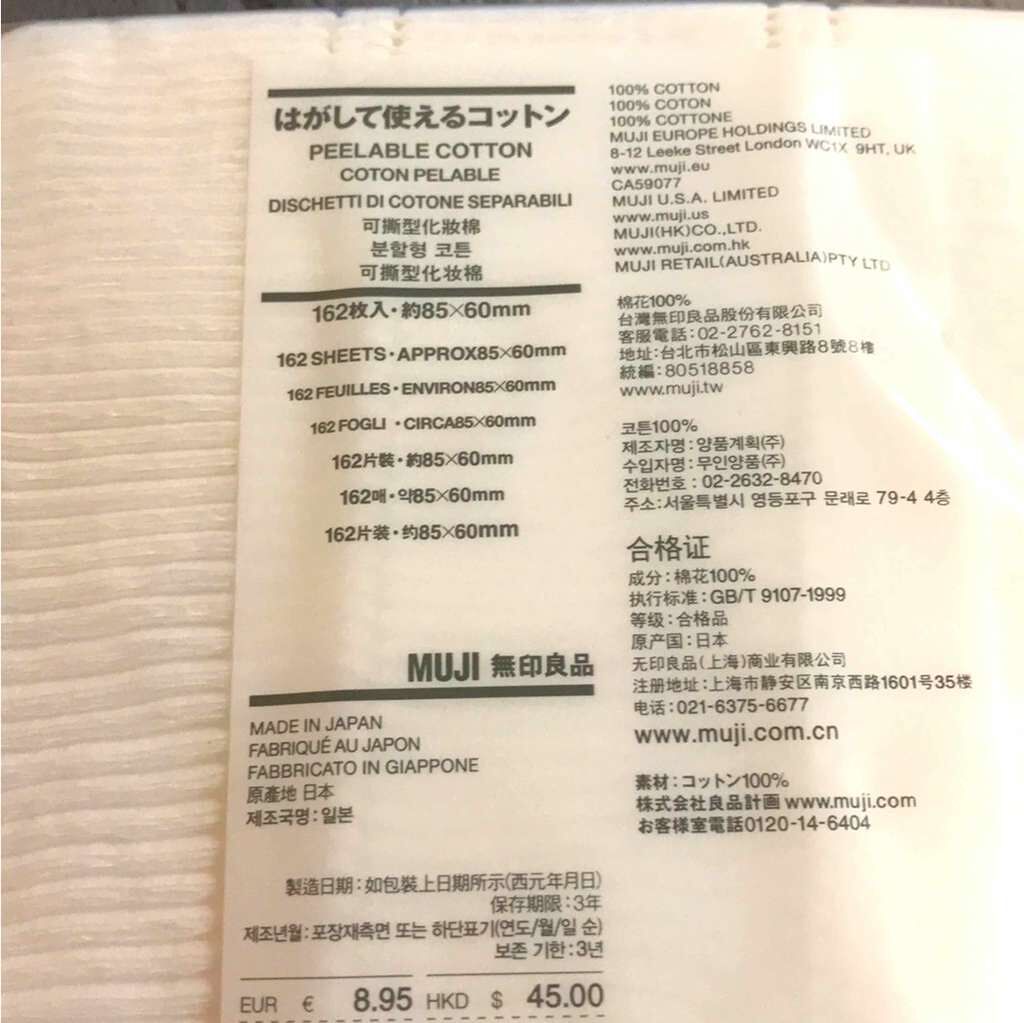 はがして使えるコットン
PEELABLE COTTON
COTON PELABLE
DISCHETTI DI COTONE SEPARABILI
可撕型化妝棉
분할형 코튼
可撕型化妆棉
162枚入・約85×60mm
162 SHEETS・APPROX85×60mm
162 FEUILLES・ENVIRON85×60mm
162 FOGLI ・CIRCA85×60mm
162片裝・約85×60mm
162매・약85×60mm
162片装・约85×60mm
MUJI 無印良品
MADE IN JAPAN
FABRIQUÉ AU JAPON
FABBRICATO IN GIAPPONE
原產地 日本
제조국명:일본
製造日期:如包裝上日期所示(西元年月日)
保存期限:3年
제조년월:포장재측면 또는 하단표기(연도/월/일 순)
보존 기한:3년
EUR € 8.95 HKD $ 45.00
100% COTTON
100% COTON
100% COTTONE
MUJI EUROPE HOLDINGS LIMITED
8-12 Leeke Street London WC1X 9HT, UK
www.muji.eu
CA59077
MUJI U.S.A. LIMITED
www.muji.us
MUJI(HK)CO.,LTD.
www.muji.com.hk
MUJI RETAIL(AUSTRALIA)PTY LTD
棉花100%
台灣無印良品股份有限公司
客服電話:02-2762-8151
地址:台北市松山區東興路8號8樓
統編:80518858
www.muji.tw
코튼100%
제조자명:양품계획(주)
수입자명:무인양품(주)
전화번호 : 02-2632-8470
주소:서울특별시 영등포구 문래로 79-4 4층
合格证
成分:棉花100%
执行标准:GB/T 9107-1999
等级:合格品
原产国:日本
无印良品(上海)商业有限公司
注册地址:上海市静安区南京西路1601号35楼
电话:021-6375-6677
www.muji.com.cn
素材:コットン100%
株式会社良品計画 www.muji.com
お客様室電話0120-14-6404